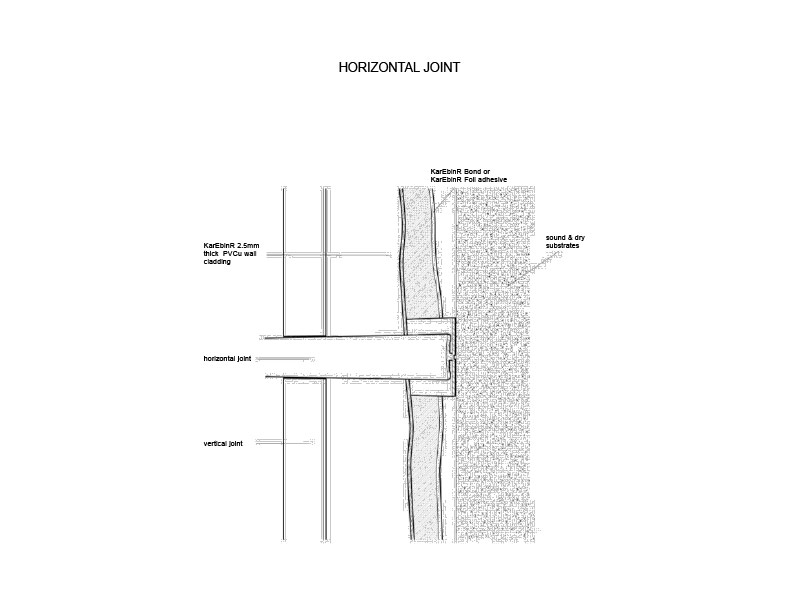 HORIZONTAL JOINT
KarEbinR Bond or
KarEbinR Foil adhesive
sound & dry
substrates
KarEbinR 2.5mm
thick PVCu wall
cladding
horizontal joint
vertical joint